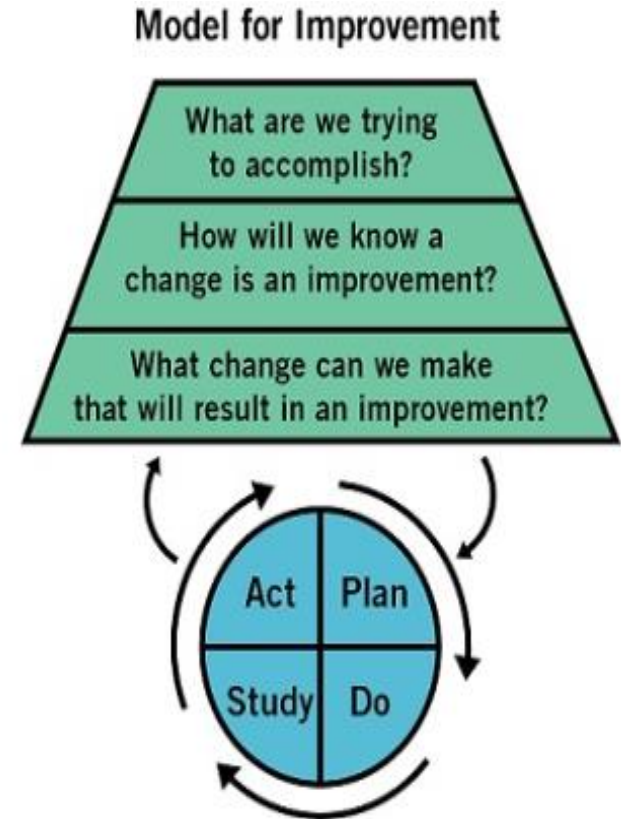 Model for Improvement
What are we trying
to accomplish?
How will we know a
change is an improvement?
What change can we make
that will result in an improvement?
Act
Plan
Study
Do